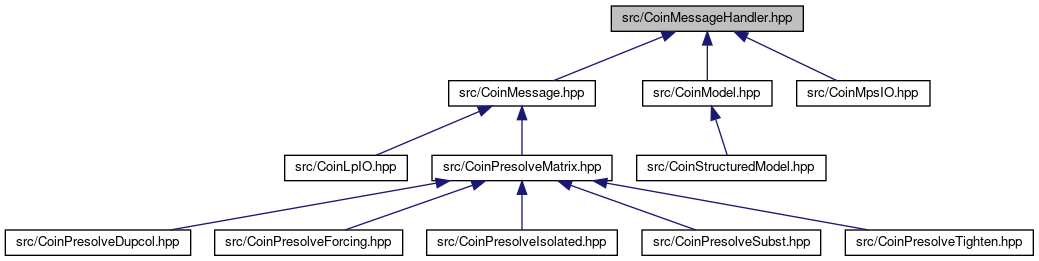 src/CoinMessageHandler.hpp
src/CoinMessage.hpp
src/CoinModel.hpp
src/CoinMpsIO.hpp
src/CoinLpIO.hpp
src/CoinPresolveMatrix.hpp
src/CoinStructuredModel.hpp
src/CoinPresolveDupcol.hpp
src/CoinPresolveForcing.hpp
src/CoinPresolveIsolated.hpp
src/CoinPresolveSubst.hpp
src/CoinPresolveTighten.hpp